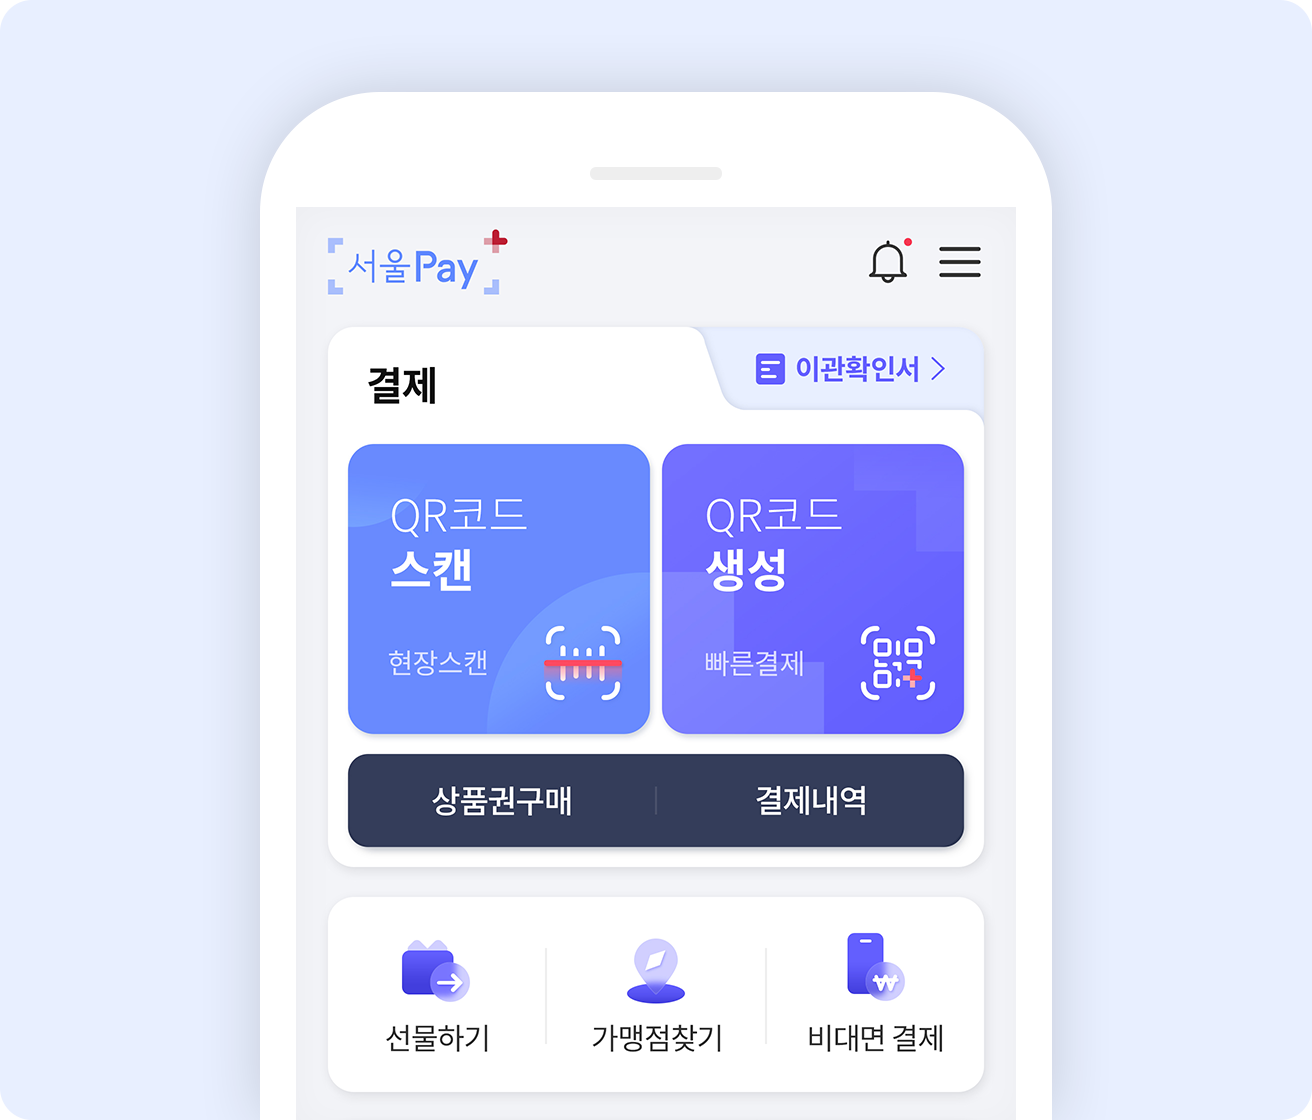 서울Pay
결제
이관확인서
QR코드
스캔
현장스캔
QR코드
생성
빠른결제
상품권구매
결제내역
선물하기
가맹점찾기
비대면 결제